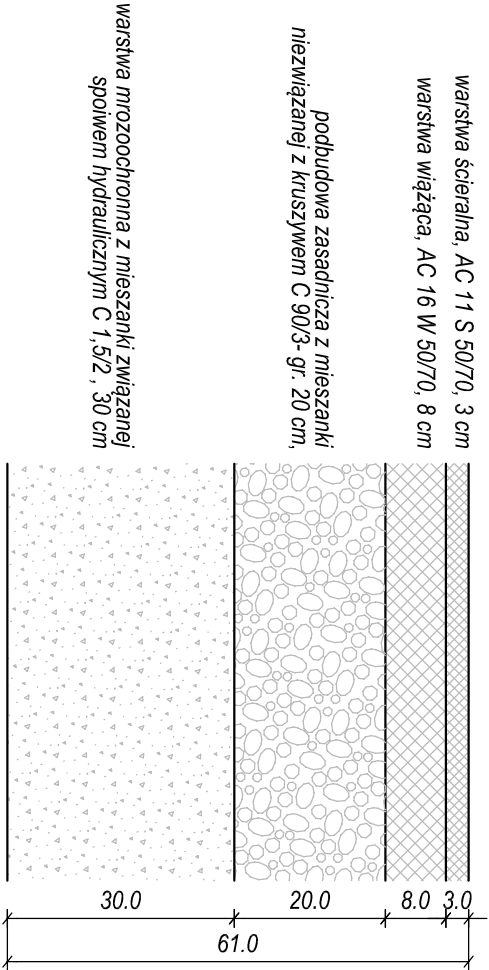 warstwa ścieralna, AC 11 S 50/70, 3 cm
warstwa wiążąca, AC 16 W 50/70, 8 cm
podbudowa zasadnicza z mieszanki
niezwiązanej z kruszywem C 90/3- gr. 20 cm,
warstwa mrozoochronna z mieszanki związanej
spoiwem hydraulicznym C 1,5/2 , 30 cm
30.0
20.0
8.0
3.0
61.0